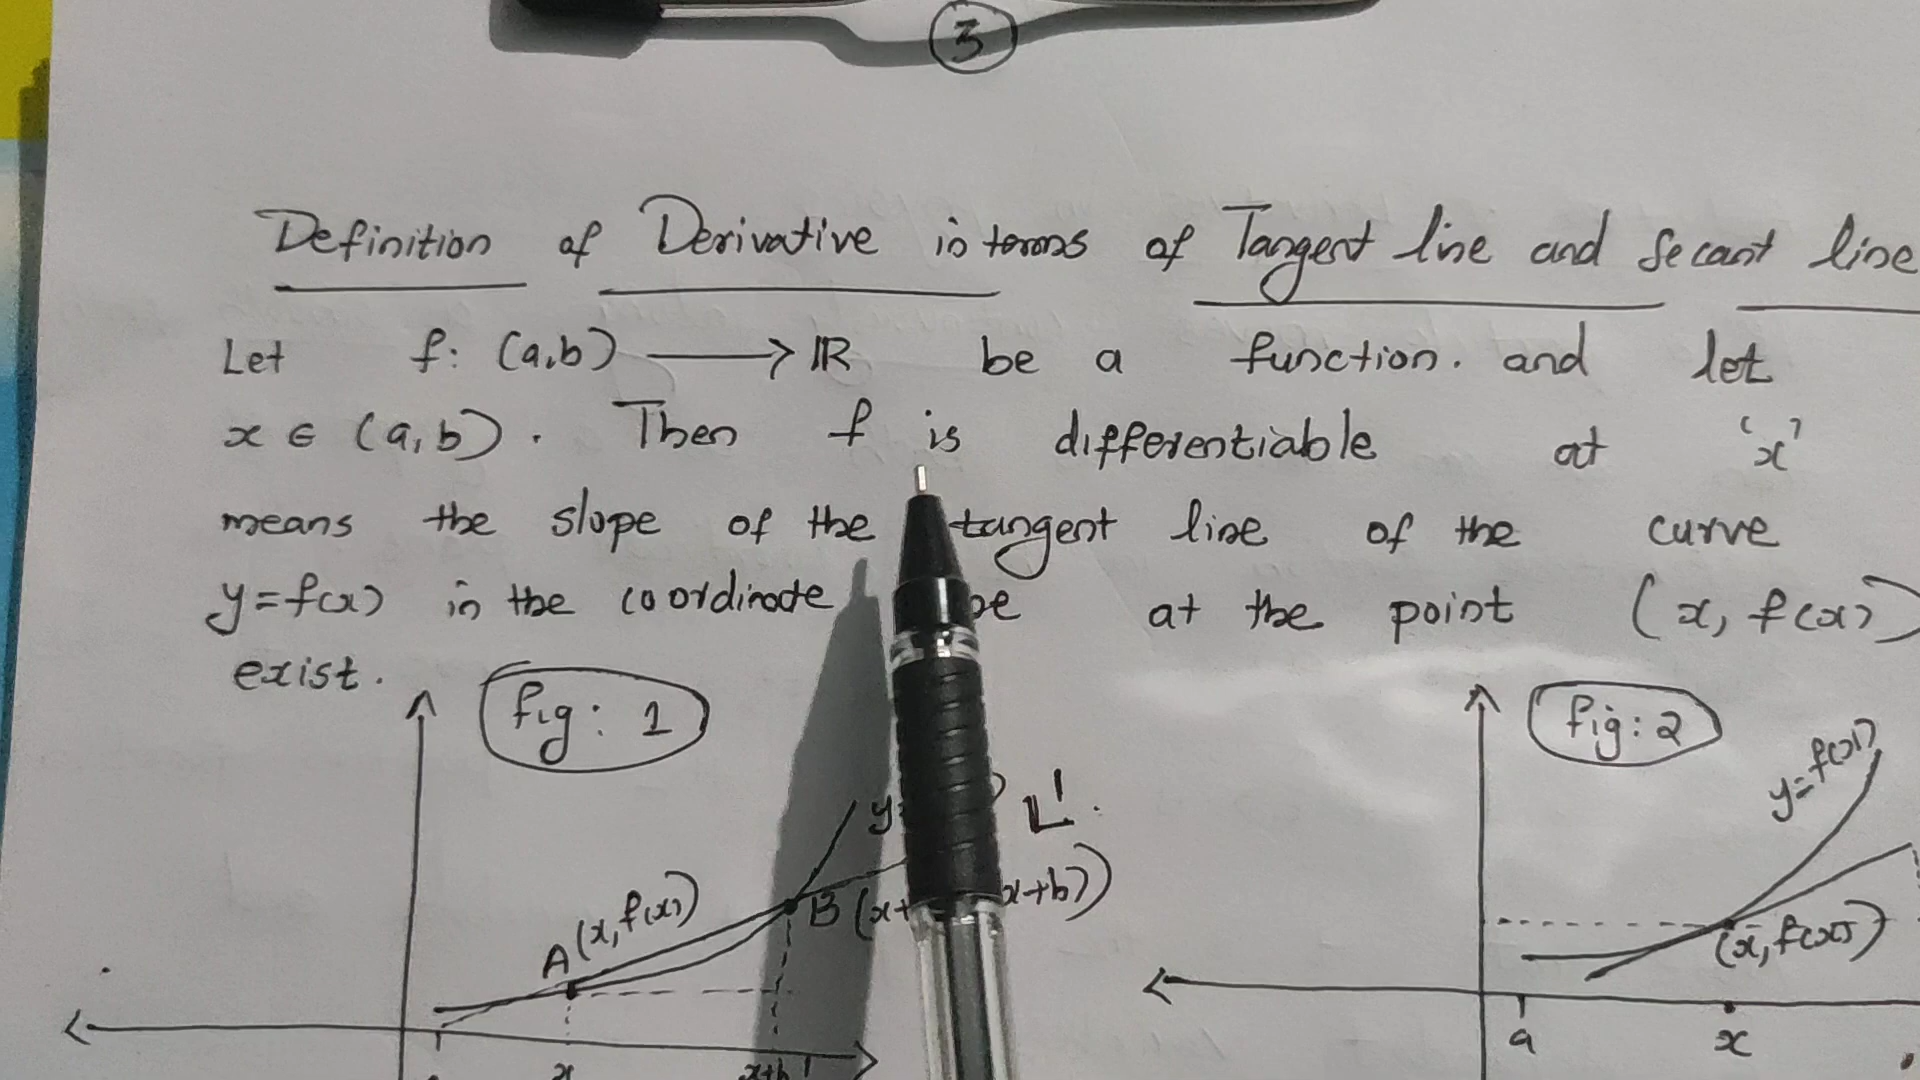 3
Definition of Derivative in terms of Tangent line and Secant line
Let f: (a,b) ⟶ ℝ be a function. and let
x ∈ (a,b). Then f is differentiable at 'x'
means the slope of the tangent line of the curve
y=f(x) in the coordinate at the point (x, f(x))
exist.
fig: 1
fig: 2
y=f(x)
L'
A (x, f(x))
B
(x, f(x))
x
a x